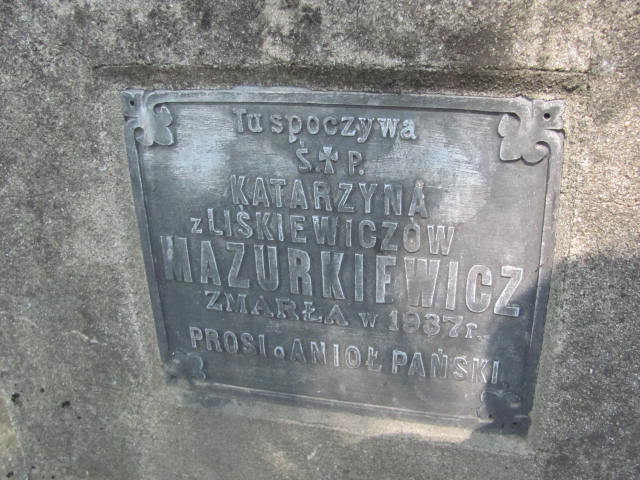 Tu spoczywa
Ś.✝P.
KATARZYNA
z LIŚKIEWICZÓW
MAZURKIEWICZ
ZMARŁA w 1937 r.
PROSI o ANIOŁ PAŃSKI